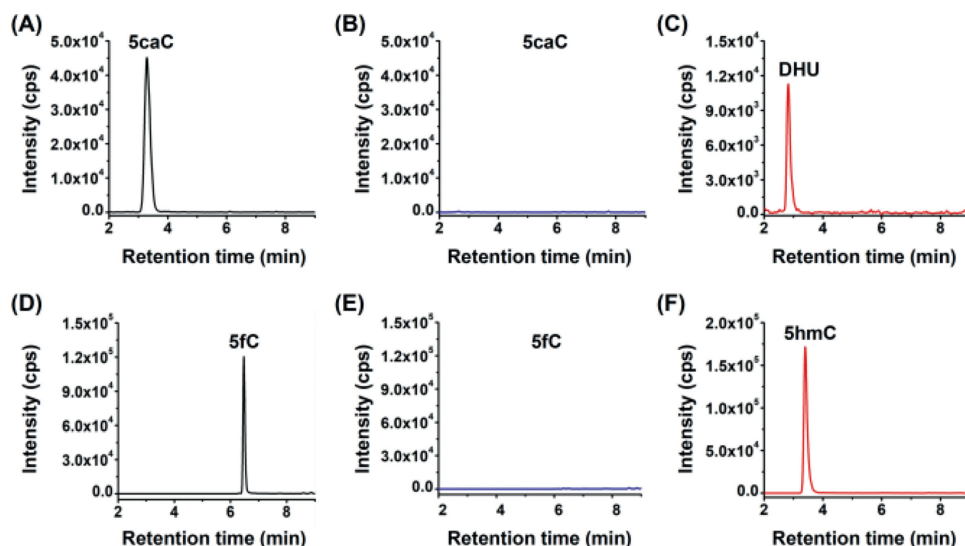 (A)
5caC
Intensity (cps)
5.0x10⁴
4.0x10⁴
3.0x10⁴
2.0x10⁴
1.0x10⁴
0.0
2 4 6 8
Retention time (min)
(B)
5caC
Intensity (cps)
5.0x10⁴
4.0x10⁴
3.0x10⁴
2.0x10⁴
1.0x10⁴
0.0
2 4 6 8
Retention time (min)
(C)
DHU
Intensity (cps)
1.5x10⁴
1.2x10⁴
9.0x10³
6.0x10³
3.0x10³
0.0
2 4 6 8
Retention time (min)
(D)
5fC
Intensity (cps)
1.5x10⁵
1.2x10⁵
9.0x10⁴
6.0x10⁴
3.0x10⁴
0.0
2 4 6 8
Retention time (min)
(E)
5fC
Intensity (cps)
1.5x10⁵
1.2x10⁵
9.0x10⁴
6.0x10⁴
3.0x10⁴
0.0
2 4 6 8
Retention time (min)
(F)
5hmC
Intensity (cps)
2.0x10⁵
1.5x10⁵
1.0x10⁵
5.0x10⁴
0.0
2 4 6 8
Retention time (min)